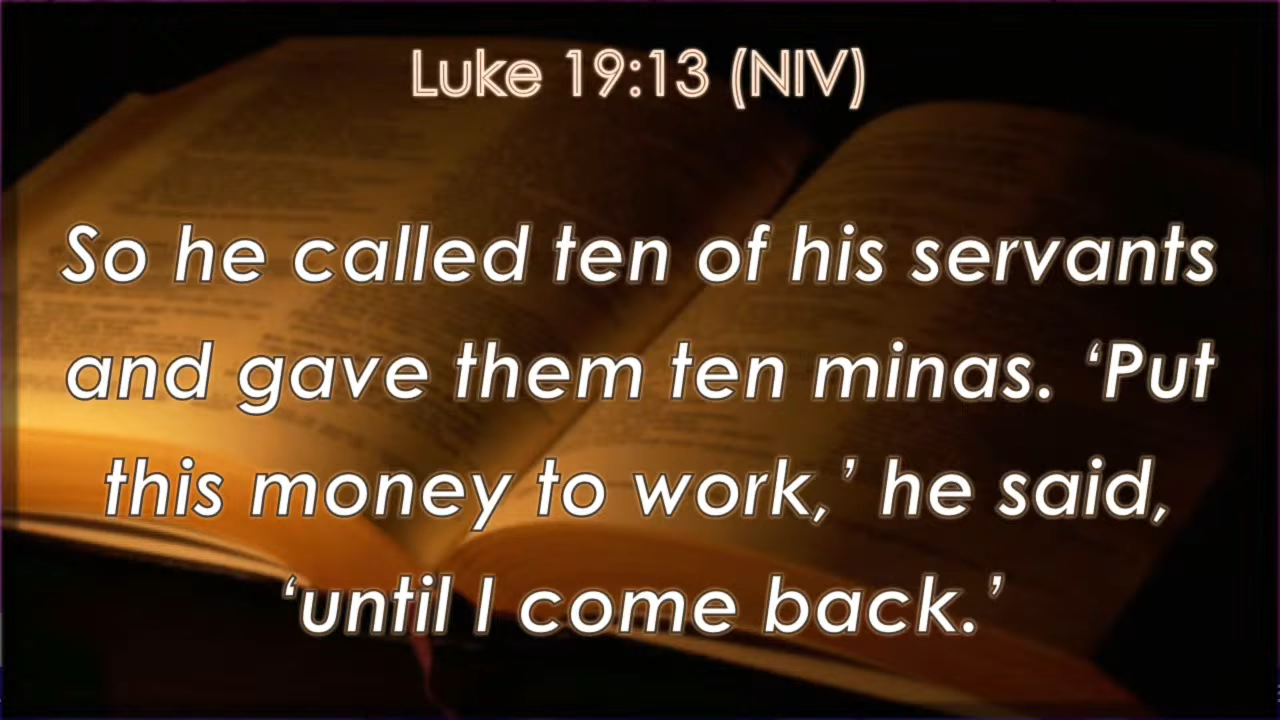 Luke 19:13 (NIV)
So he called ten of his servants
and gave them ten minas. ‘Put
this money to work,’ he said,
‘until I come back.’